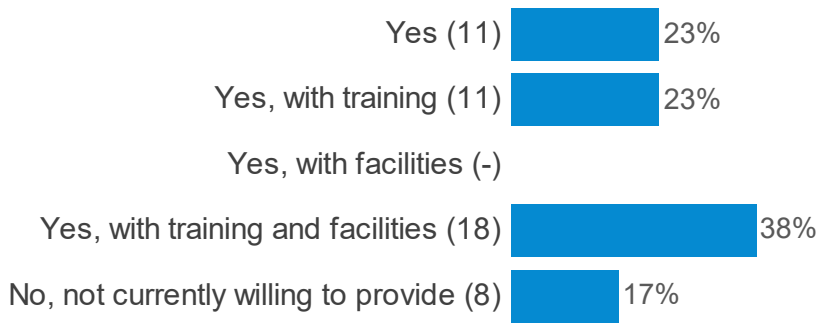 Yes (11) 23%
Yes, with training (11) 23%
Yes, with facilities (-)
Yes, with training and facilities (18) 38%
No, not currently willing to provide (8) 17%